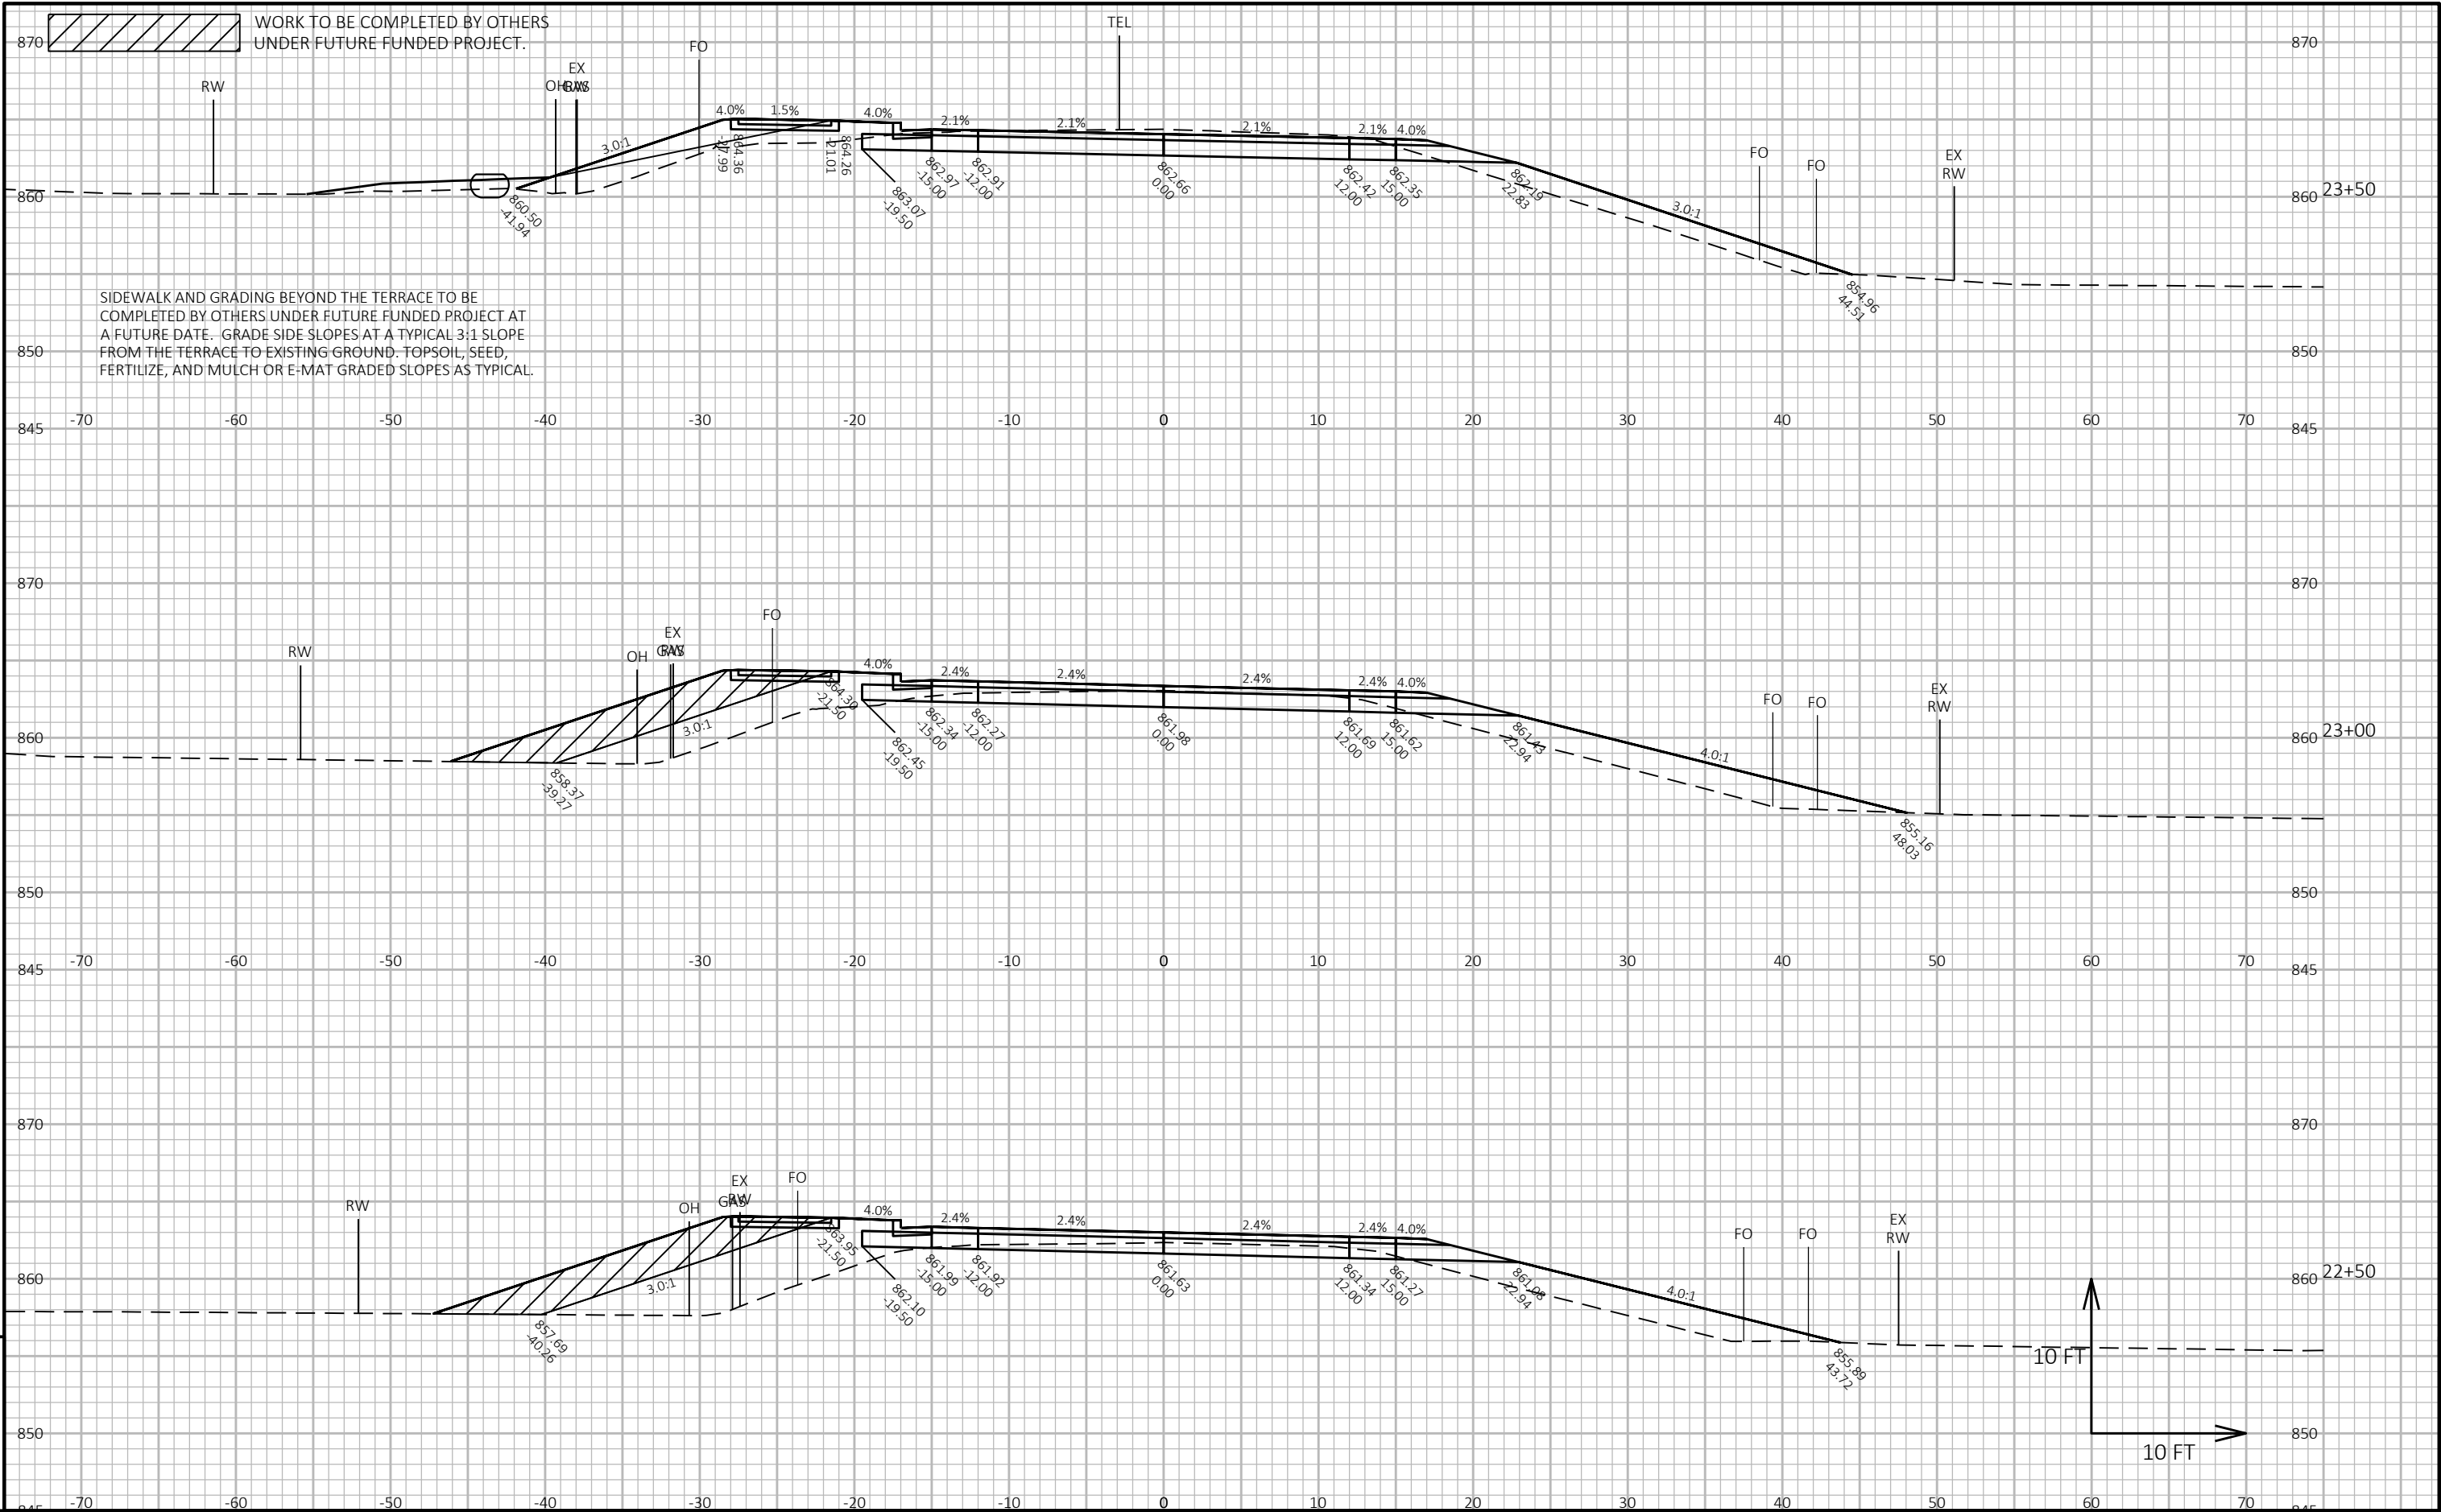 WORK TO BE COMPLETED BY OTHERS
UNDER FUTURE FUNDED PROJECT.
870
870
TEL
FO
EX
RW
OH
GAS
RW
4.0%
1.5%
4.0%
2.1%
2.1%
2.1%
2.1%
4.0%
3.0:1
-27.99
864.36
-21.01
864.26
863.07
-19.50
862.97
-15.00
862.91
-12.00
862.66
0.00
862.42
12.00
862.35
15.00
862.19
22.83
3.0:1
FO
FO
EX
RW
860
860
23+50
860.50
-41.94
854.96
44.51
SIDEWALK AND GRADING BEYOND THE TERRACE TO BE
COMPLETED BY OTHERS UNDER FUTURE FUNDED PROJECT AT
A FUTURE DATE. GRADE SIDE SLOPES AT A TYPICAL 3:1 SLOPE
FROM THE TERRACE TO EXISTING GROUND. TOPSOIL, SEED,
FERTILIZE, AND MULCH OR E-MAT GRADED SLOPES AS TYPICAL.
850
850
-70 -60 -50 -40 -30 -20 -10 0 10 20 30 40 50 60 70
845
845
870
870
FO
EX
RW
OH
GAS
RW
4.0%
2.4%
2.4%
2.4%
2.4%
4.0%
3.0:1
864.30
-21.50
862.45
-19.50
862.34
-15.00
862.27
-12.00
861.98
0.00
861.69
12.00
861.62
15.00
861.43
22.94
4.0:1
FO
FO
EX
RW
860
860
23+00
858.37
-39.27
855.16
48.03
850
850
-70 -60 -50 -40 -30 -20 -10 0 10 20 30 40 50 60 70
845
845
870
870
FO
EX
RW
OH
GAS
RW
4.0%
2.4%
2.4%
2.4%
2.4%
4.0%
3.0:1
863.95
-21.50
862.10
-19.50
861.99
-15.00
861.92
-12.00
861.63
0.00
861.34
12.00
861.27
15.00
861.08
22.94
4.0:1
FO
FO
EX
RW
860
860
22+50
857.69
-40.26
855.89
43.72
10 FT
850
850
10 FT
-70 -60 -50 -40 -30 -20 -10 0 10 20 30 40 50 60 70
845
845